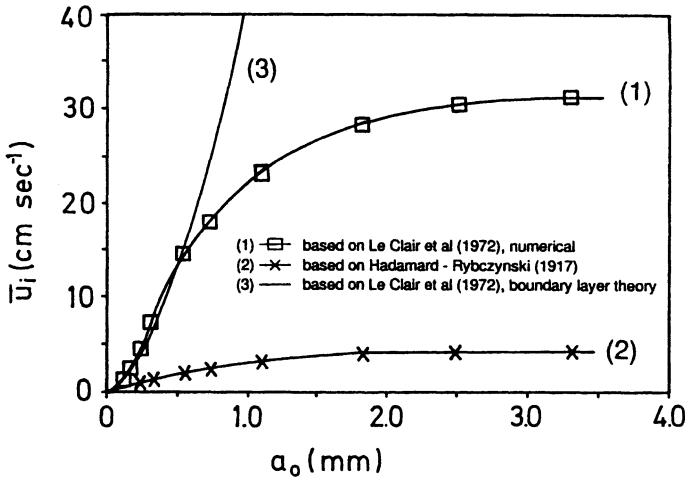 40
(3)
30
(1)
20
10
0
ūᵢ (cm sec⁻¹)
(1) based on Le Clair et al (1972), numerical
(2) based on Hadamard - Rybczynski (1917)
(3) based on Le Clair et al (1972), boundary layer theory
(2)
0 1.0 2.0 3.0 4.0
aₒ (mm)